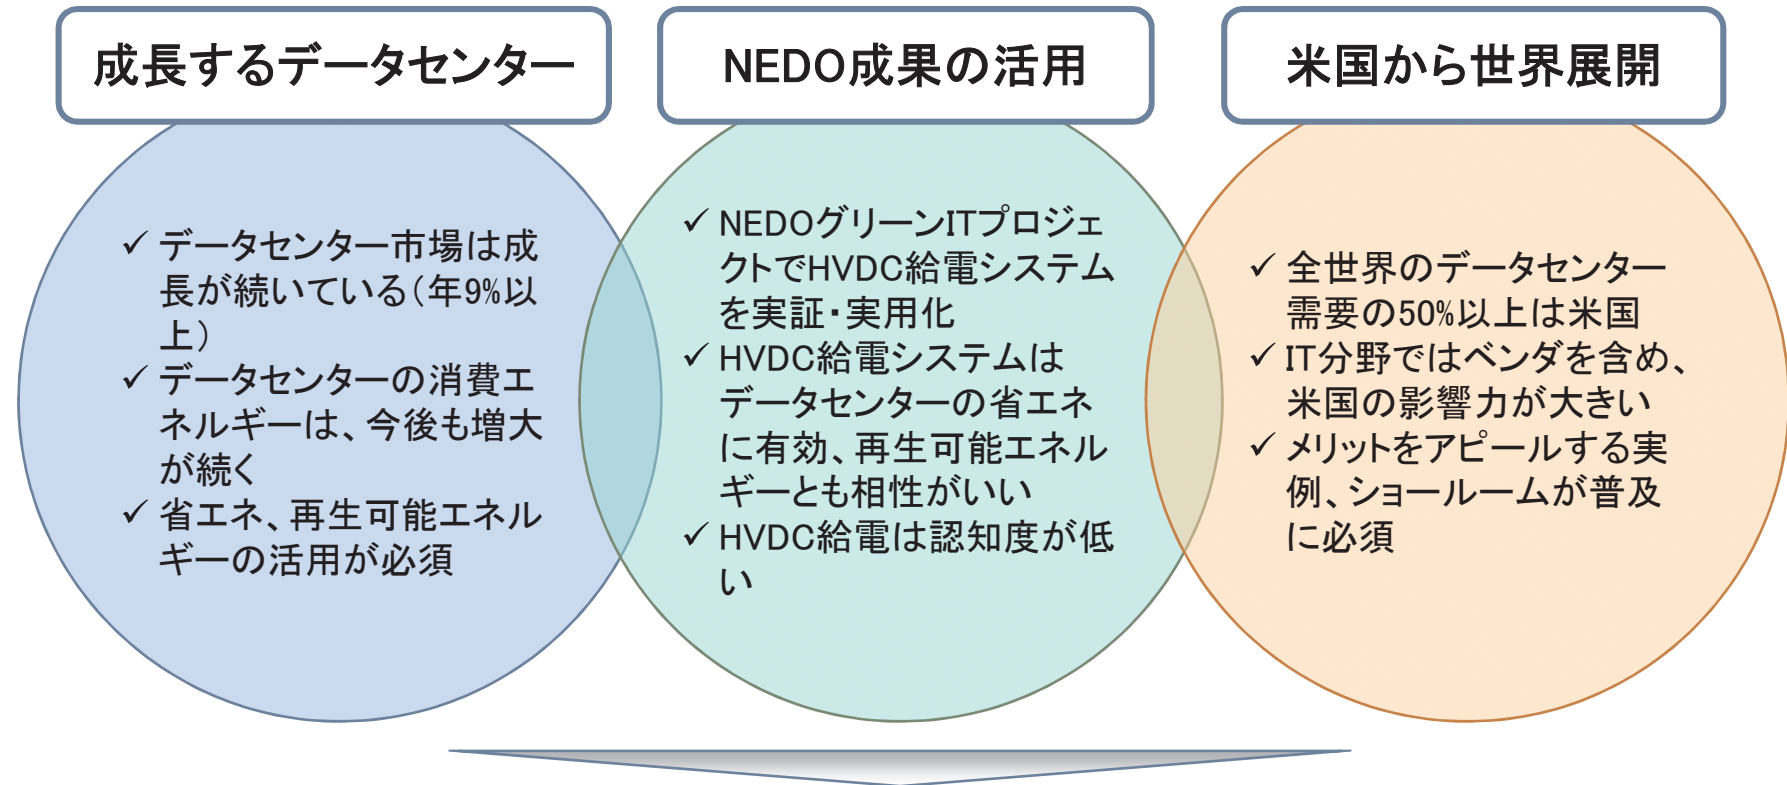 成長するデータセンター
✓ データセンター市場は成
長が続いている（年9%以
上）
✓ データセンターの消費エ
ネルギーは、今後も増大
が続く
✓ 省エネ、再生可能エネル
ギーの活用が必須
NEDO成果の活用
✓ NEDOグリーンITプロジェ
クトでHVDC給電システム
を実証・実用化
✓ HVDC給電システムは
データセンターの省エネ
に有効、再生可能エネル
ギーとも相性がいい
✓ HVDC給電は認知度が低
い
米国から世界展開
✓ 全世界のデータセンター
需要の50%以上は米国
✓ IT分野ではベンダを含め、
米国の影響力が大きい
✓ メリットをアピールする実
例、ショールームが普及
に必須